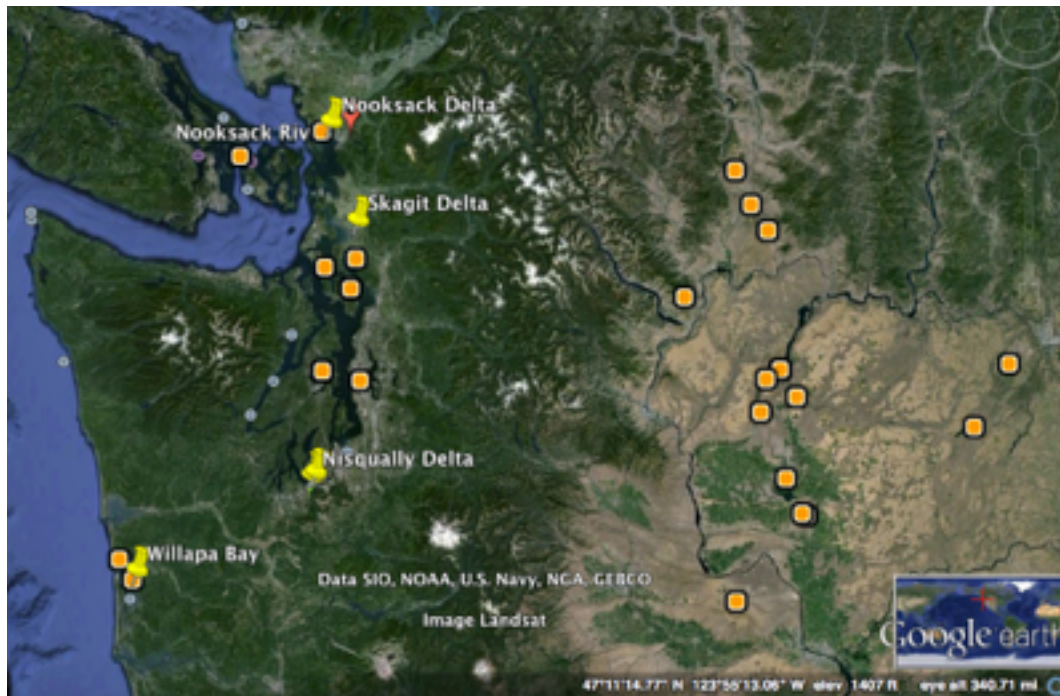 Nooksack Delta
Nooksack Riv
Skagit Delta
Nisqually Delta
Willapa Bay
Data SIO, NOAA, U.S. Navy, NGA, GEBCO
Image Landsat
Google earth
47°11'14.77" N 123°55'13.06" W elev 1407 ft eye alt 340.71 mi